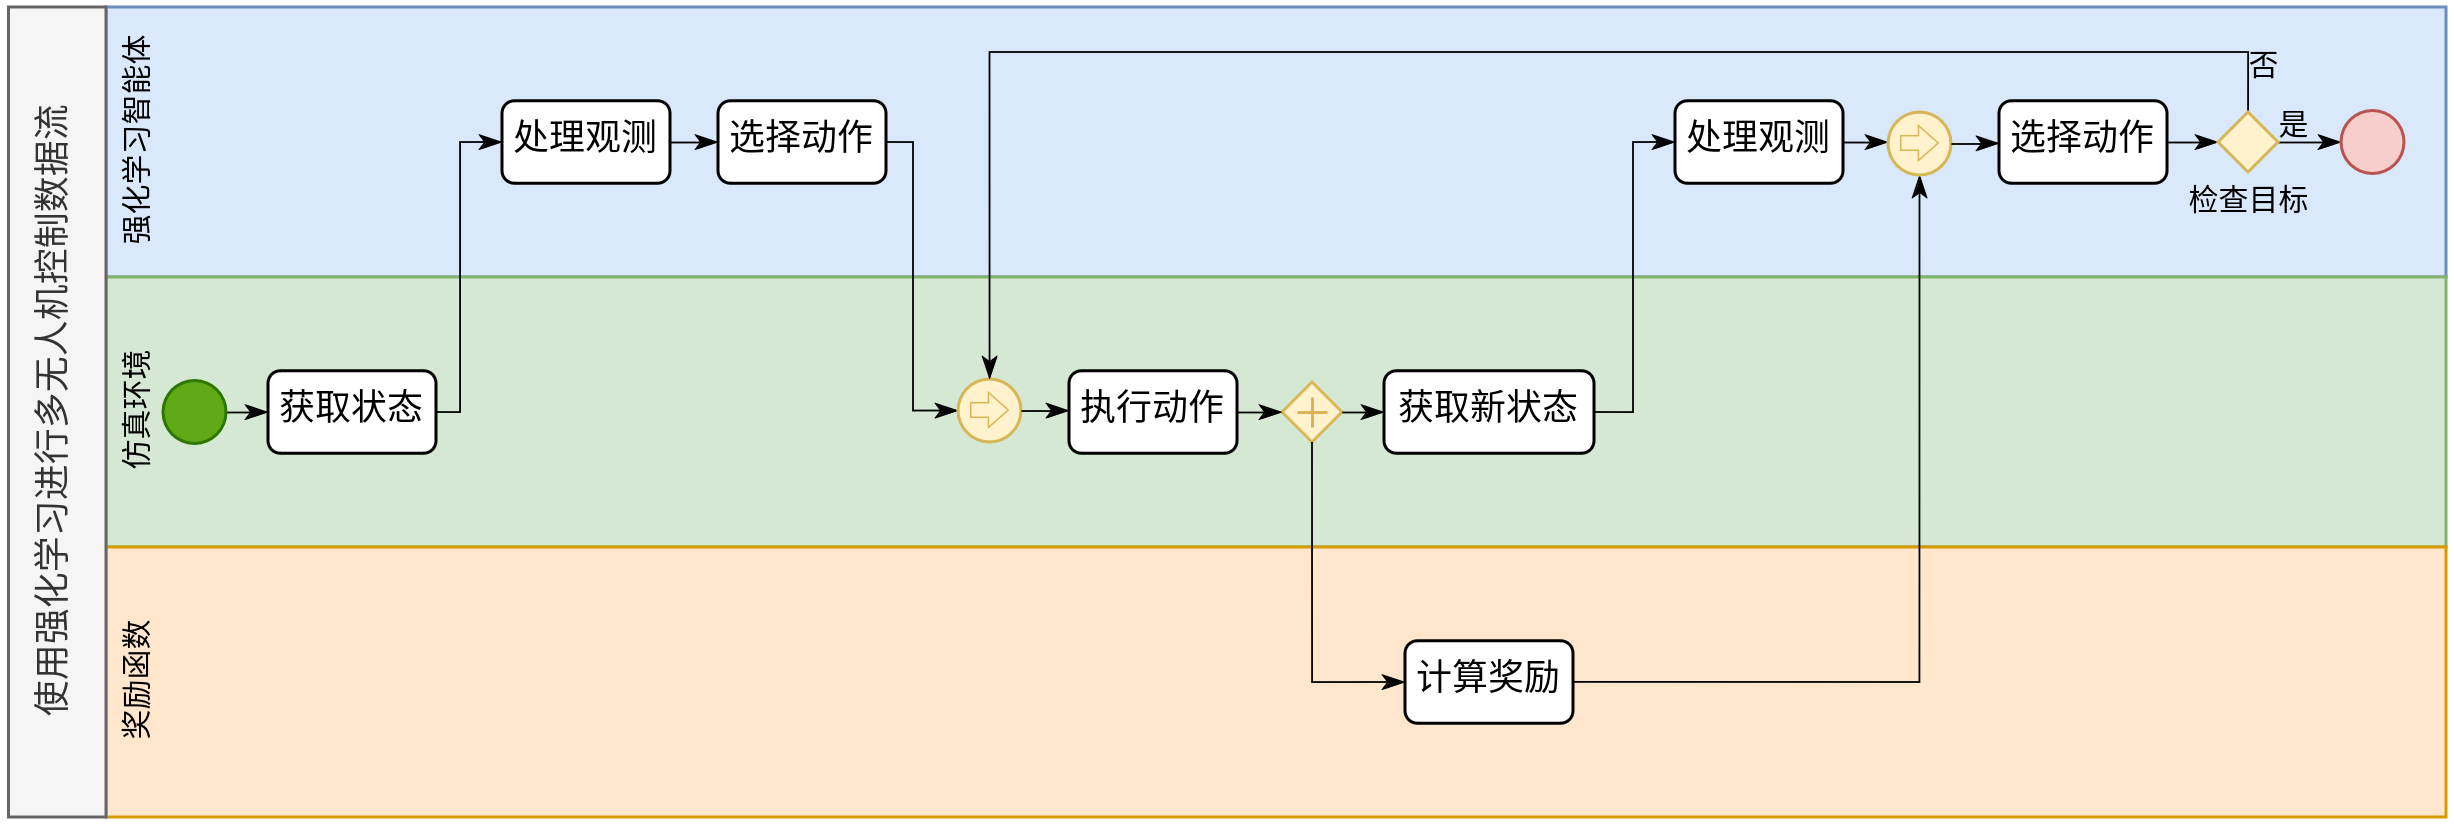 使用强化学习进行多无人机控制数据流
强化学习智能体
处理观测
选择动作
处理观测
选择动作
否
是
检查目标
仿真环境
获取状态
执行动作
获取新状态
奖励函数
计算奖励